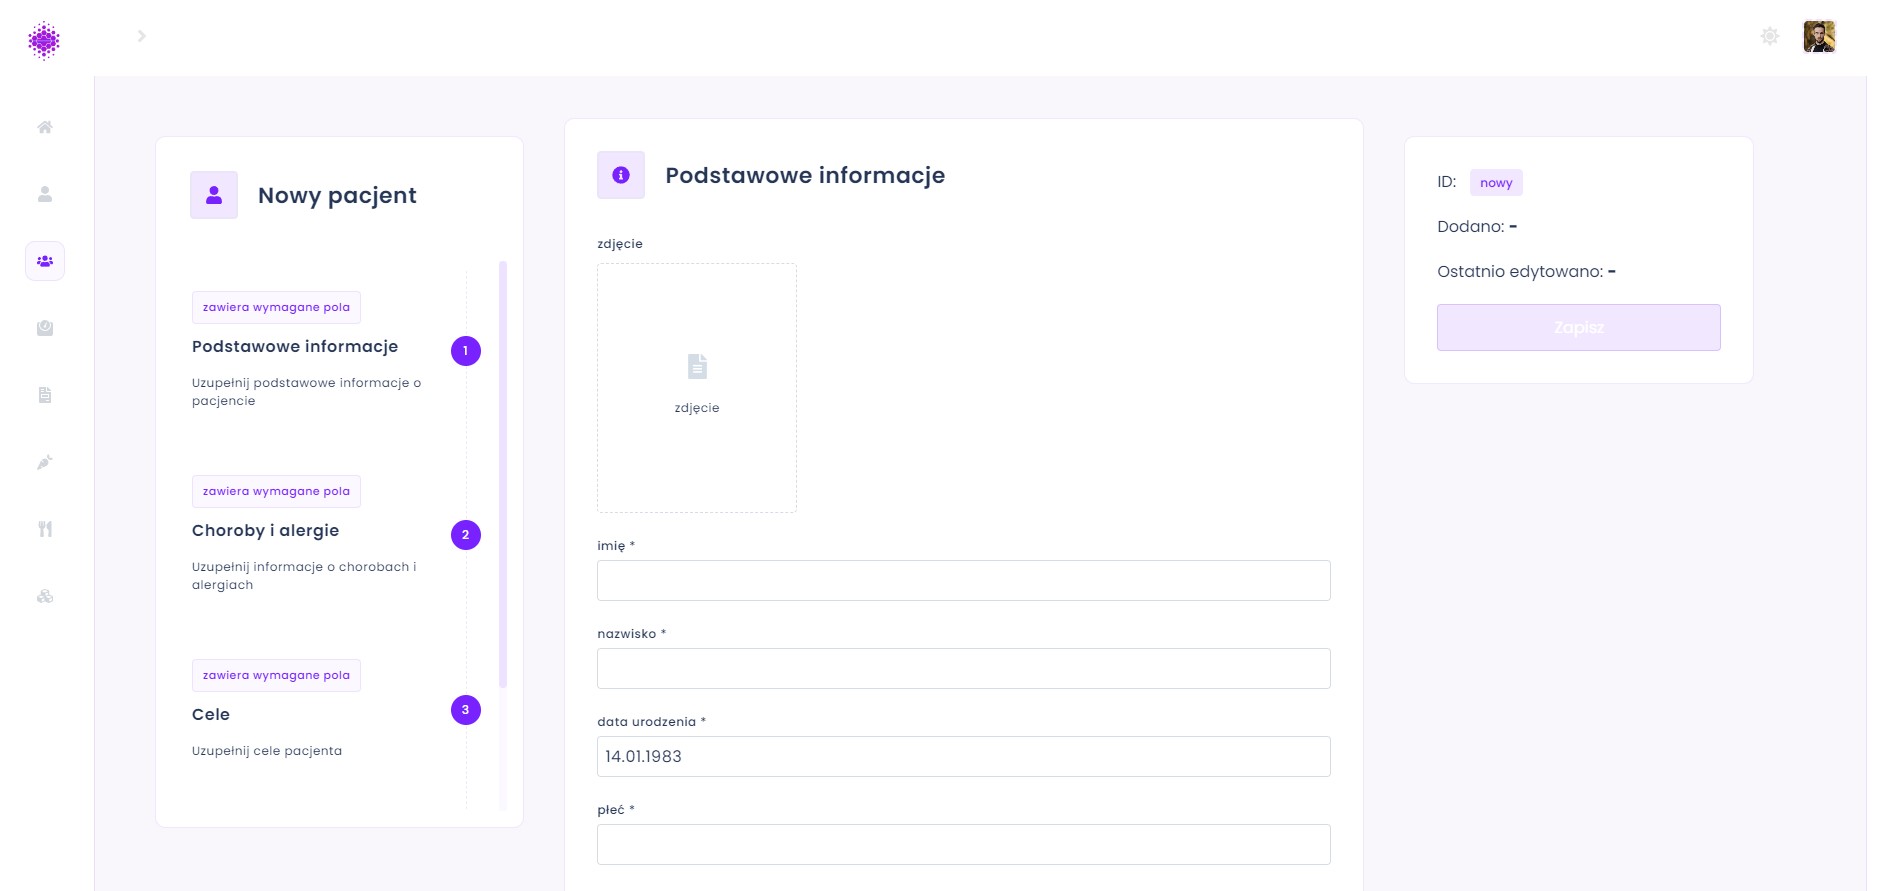 Nowy pacjent
zawiera wymagane pola
Podstawowe informacje
1
Uzupełnij podstawowe informacje o
pacjencie
zawiera wymagane pola
Choroby i alergie
2
Uzupełnij informacje o chorobach i
alergiach
zawiera wymagane pola
Cele
3
Uzupełnij cele pacjenta
Podstawowe informacje
zdjęcie
zdjęcie
imię *
nazwisko *
data urodzenia *
14.01.1983
płeć *
ID: nowy
Dodano: -
Ostatnio edytowano: -
Zapisz